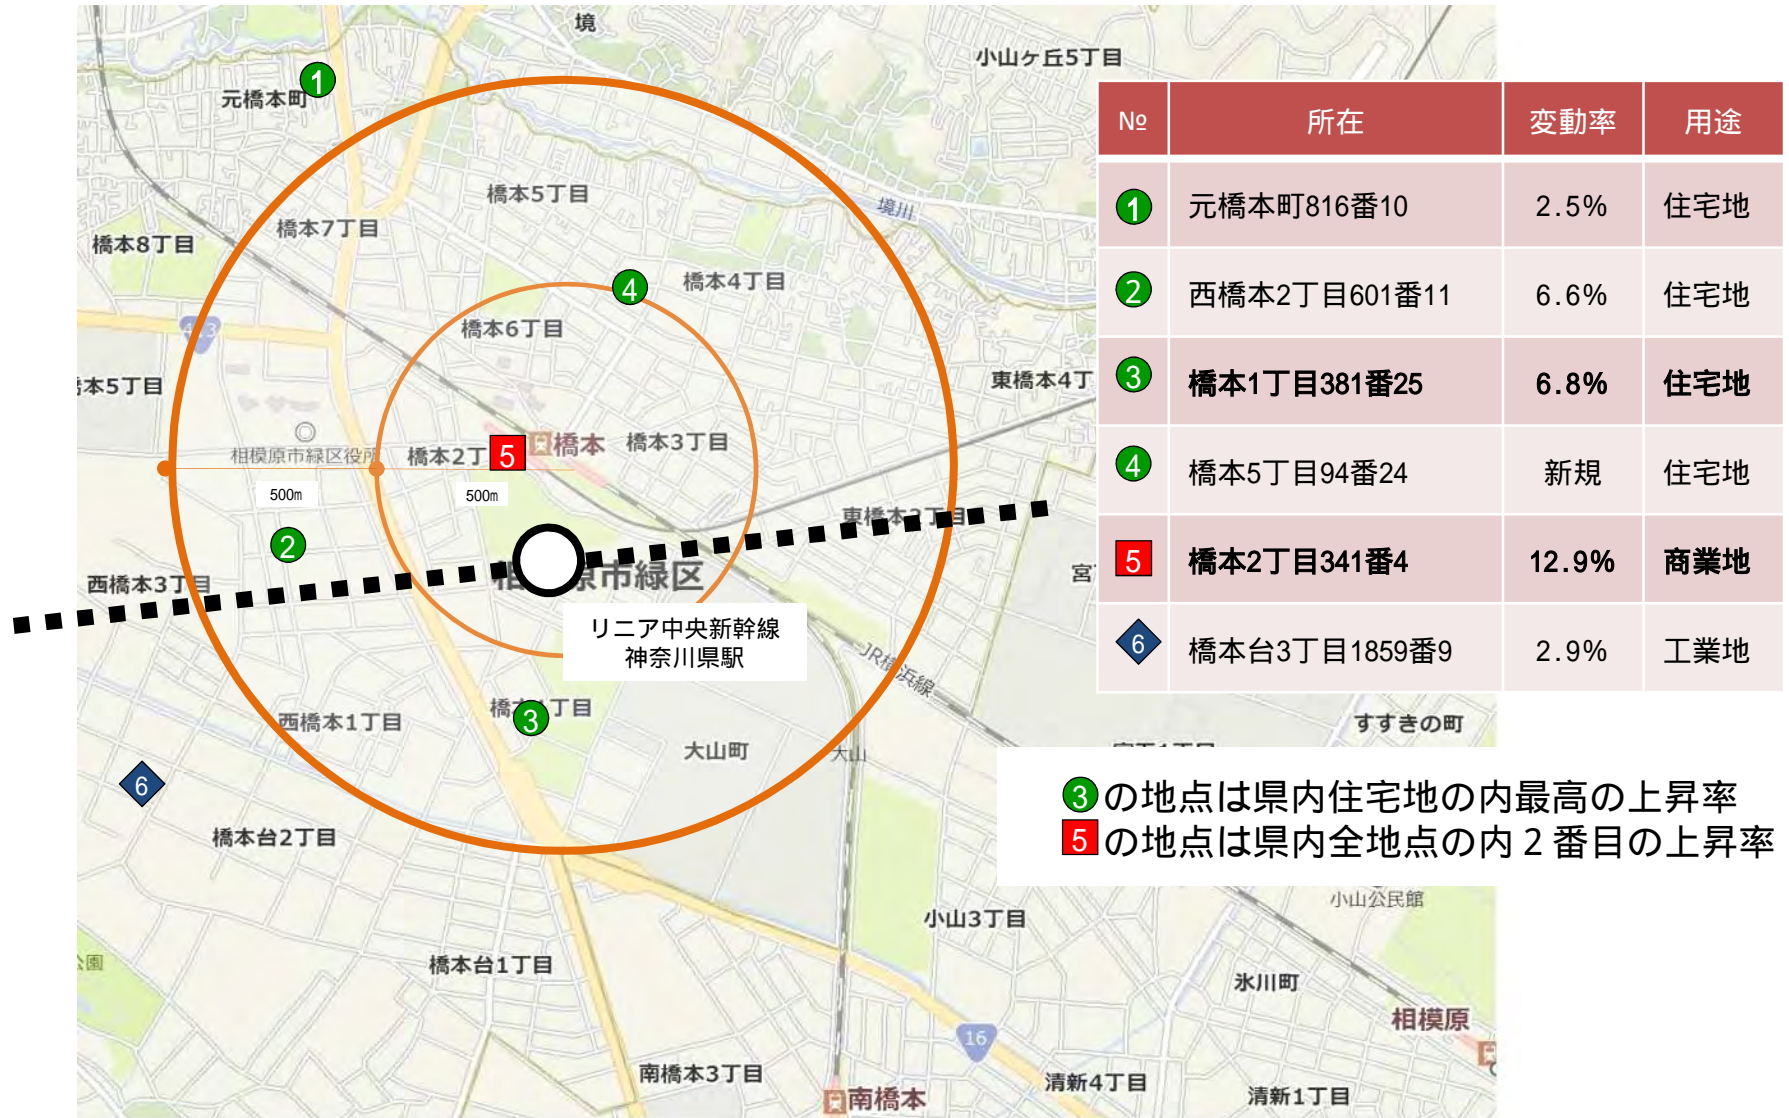 境
小山ヶ丘5丁目
1
元橋本町
橋本5丁目
境川
橋本7丁目
橋本8丁目
4
橋本4丁目
橋本6丁目
本5丁目
東橋本4丁
相模原市緑区役所
橋本2丁
5
橋本
橋本3丁目
500m
500m
2
東橋本2丁目
西橋本3丁目
原市緑区
宮
リニア中央新幹線
神奈川県駅
JR横浜線
西橋本1丁目
3
丁目
大山町
大山
すすきの町
6
橋本台2丁目
小山公民館
小山3丁目
橋本台1丁目
公園
氷川町
相模原
16
南橋本3丁目
清新4丁目
清新1丁目
南橋本
№ 所在 変動率 用途
1 元橋本町816番10 2.5% 住宅地
2 西橋本2丁目601番11 6.6% 住宅地
3 橋本1丁目381番25 6.8% 住宅地
4 橋本5丁目94番24 新規 住宅地
5 橋本2丁目341番4 12.9% 商業地
6 橋本台3丁目1859番9 2.9% 工業地
3の地点は県内住宅地の内最高の上昇率
5の地点は県内全地点の内２番目の上昇率